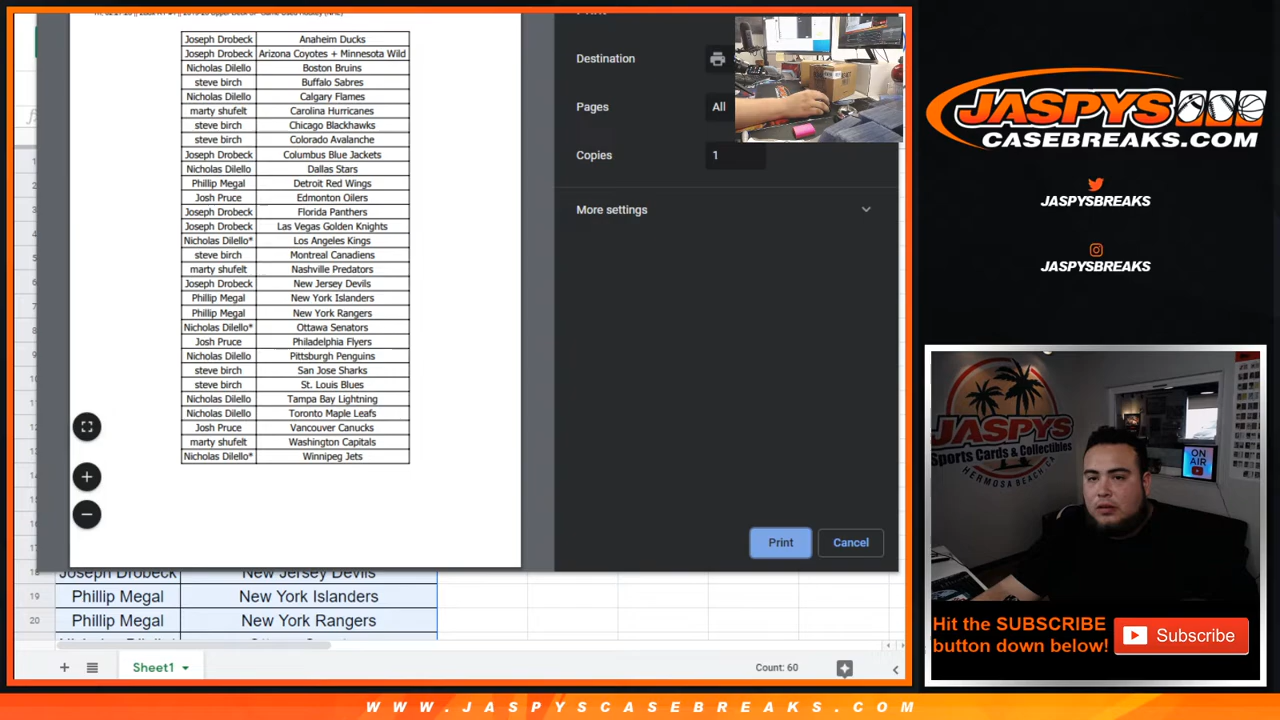 Joseph Drobeck Anaheim Ducks
Joseph Drobeck Arizona Coyotes + Minnesota Wild
Nicholas Dilello Boston Bruins
steve birch Buffalo Sabres
Nicholas Dilello Calgary Flames
marty shufelt Carolina Hurricanes
steve birch Chicago Blackhawks
steve birch Colorado Avalanche
Joseph Drobeck Columbus Blue Jackets
Nicholas Dilello Dallas Stars
Phillip Megal Detroit Red Wings
Josh Pruce Edmonton Oilers
Joseph Drobeck Florida Panthers
Joseph Drobeck Las Vegas Golden Knights
Nicholas Dilello* Los Angeles Kings
steve birch Montreal Canadiens
marty shufelt Nashville Predators
Joseph Drobeck New Jersey Devils
Phillip Megal New York Islanders
Phillip Megal New York Rangers
Nicholas Dilello* Ottawa Senators
Josh Pruce Philadelphia Flyers
Nicholas Dilello Pittsburgh Penguins
steve birch San Jose Sharks
steve birch St. Louis Blues
Nicholas Dilello Tampa Bay Lightning
Nicholas Dilello Toronto Maple Leafs
Josh Pruce Vancouver Canucks
marty shufelt Washington Capitals
Nicholas Dilello* Winnipeg Jets
Destination
Pages All
Copies 1
More settings
Print Cancel
18 Joseph Drobeck New Jersey Devils
19 Phillip Megal New York Islanders
20 Phillip Megal New York Rangers
Sheet1
Count: 60
JASPYS
CASEBREAKS.COM
JASPYSBREAKS
JASPYSBREAKS
JASPYS
Sports Cards & Collectibles
HERMOSA BEACH CA
ON AIR
Hit the SUBSCRIBE
button down below!
Subscribe
WWW.JASPYSCASEBREAKS.COM